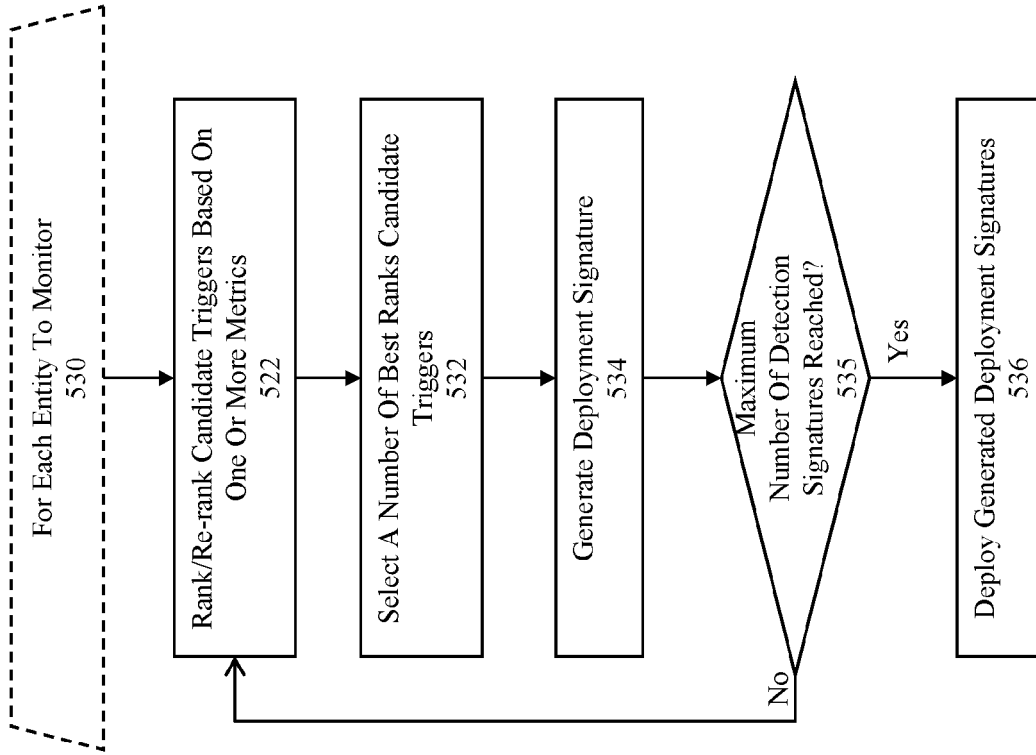 For Each Entity To Monitor
530
Rank/Re-rank Candidate Triggers Based On
One Or More Metrics
522
Select A Number Of Best Ranks Candidate
Triggers
532
Generate Deployment Signature
534
Maximum
Number Of Detection
Signatures Reached?
535
No
Yes
Deploy Generated Deployment Signatures
536